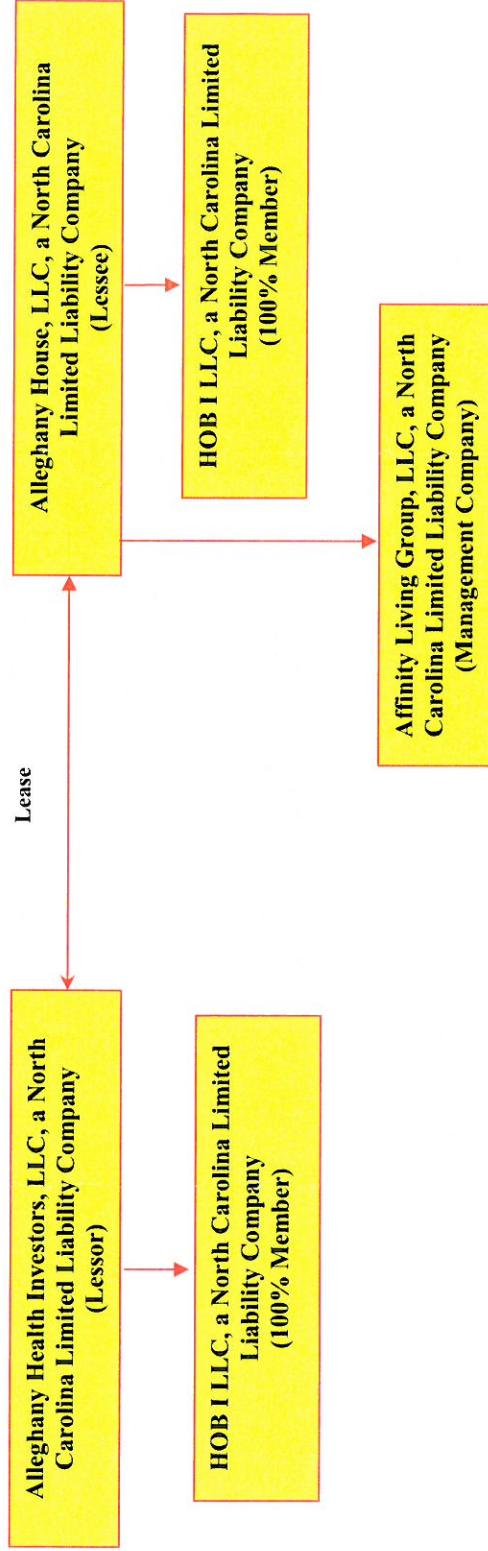 Alleghany Health Investors, LLC, a North
Carolina Limited Liability Company
(Lessor)
Lease
Alleghany House, LLC, a North Carolina
Limited Liability Company
(Lessee)
HOB I LLC, a North Carolina Limited
Liability Company
(100% Member)
HOB I LLC, a North Carolina Limited
Liability Company
(100% Member)
Affinity Living Group, LLC, a North
Carolina Limited Liability Company
(Management Company)